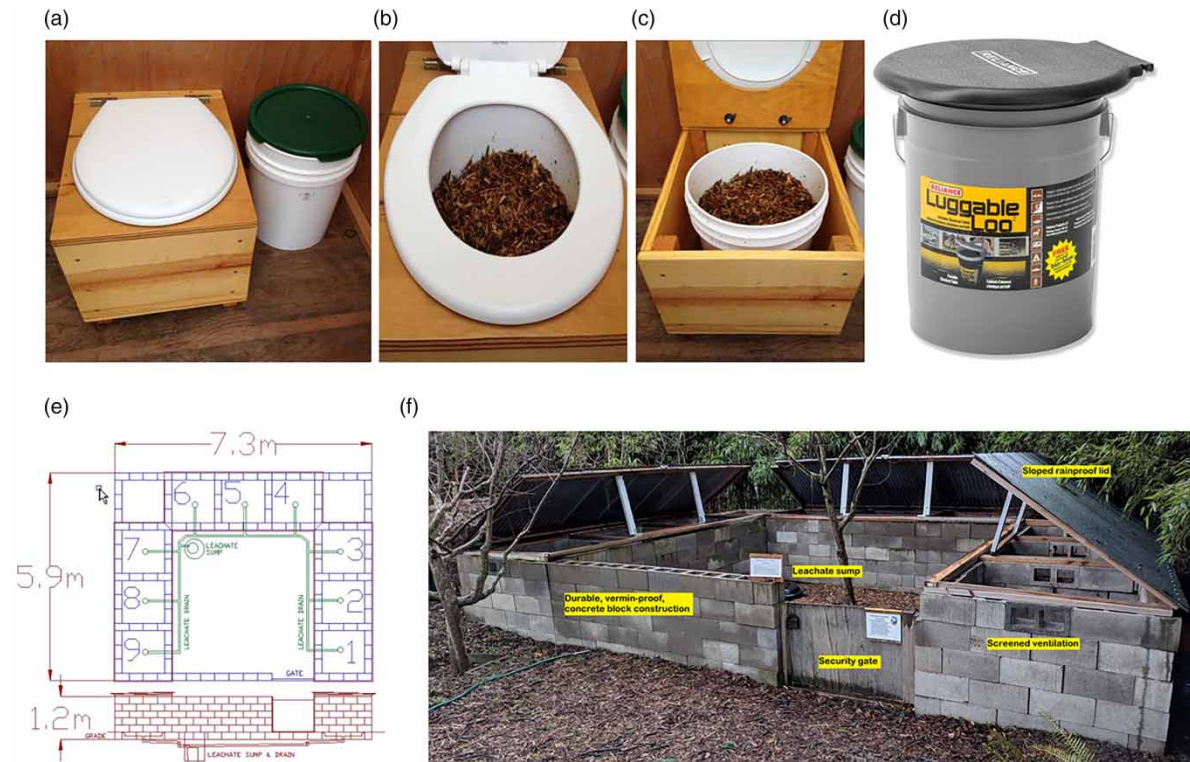 (a)
(b)
(c)
(d)
RELIANCE
RELIANCE
Luggable
Loo
FREE
(e)
(f)
7.3m
6
5
4
7
LEACHATE
SUMP
3
5.9m
8
LEACHATE DRAIN
LEACHATE DRAIN
2
9
1
GATE
1.2m
GRADE
LEACHATE SUMP & DRAIN
Sloped rainproof lid
Leachate sump
Durable, vermin-proof,
concrete block construction
Screened ventilation
Security gate